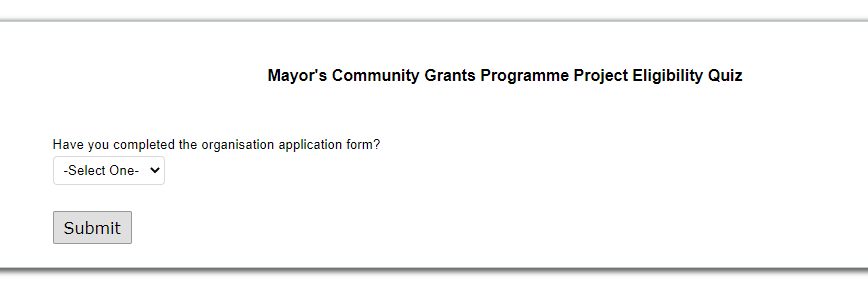 Mayor's Community Grants Programme Project Eligibility Quiz
Have you completed the organisation application form?
-Select One-
Submit